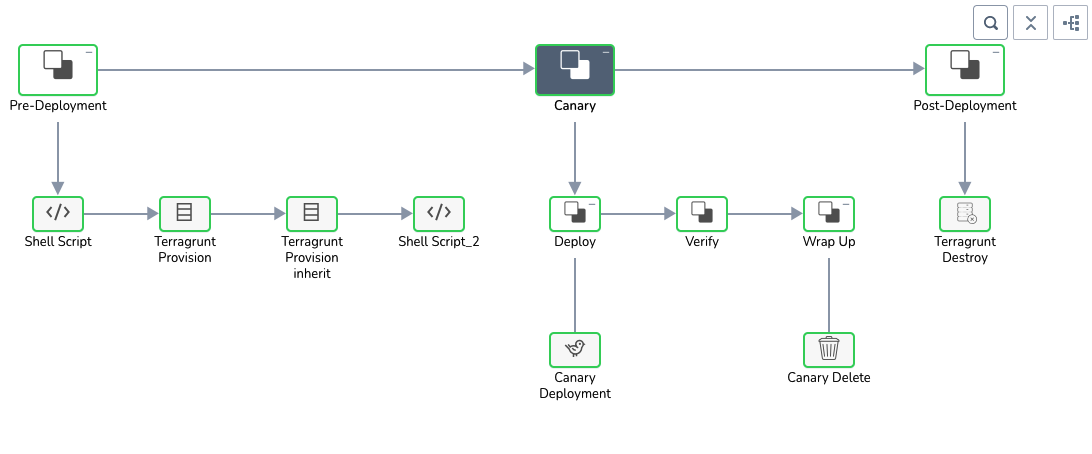 Pre-Deployment
Canary
Post-Deployment
Shell Script
Terragrunt
Provision
Terragrunt
Provision
inherit
Shell Script_2
Deploy
Verify
Wrap Up
Terragrunt
Destroy
Canary
Deployment
Canary Delete